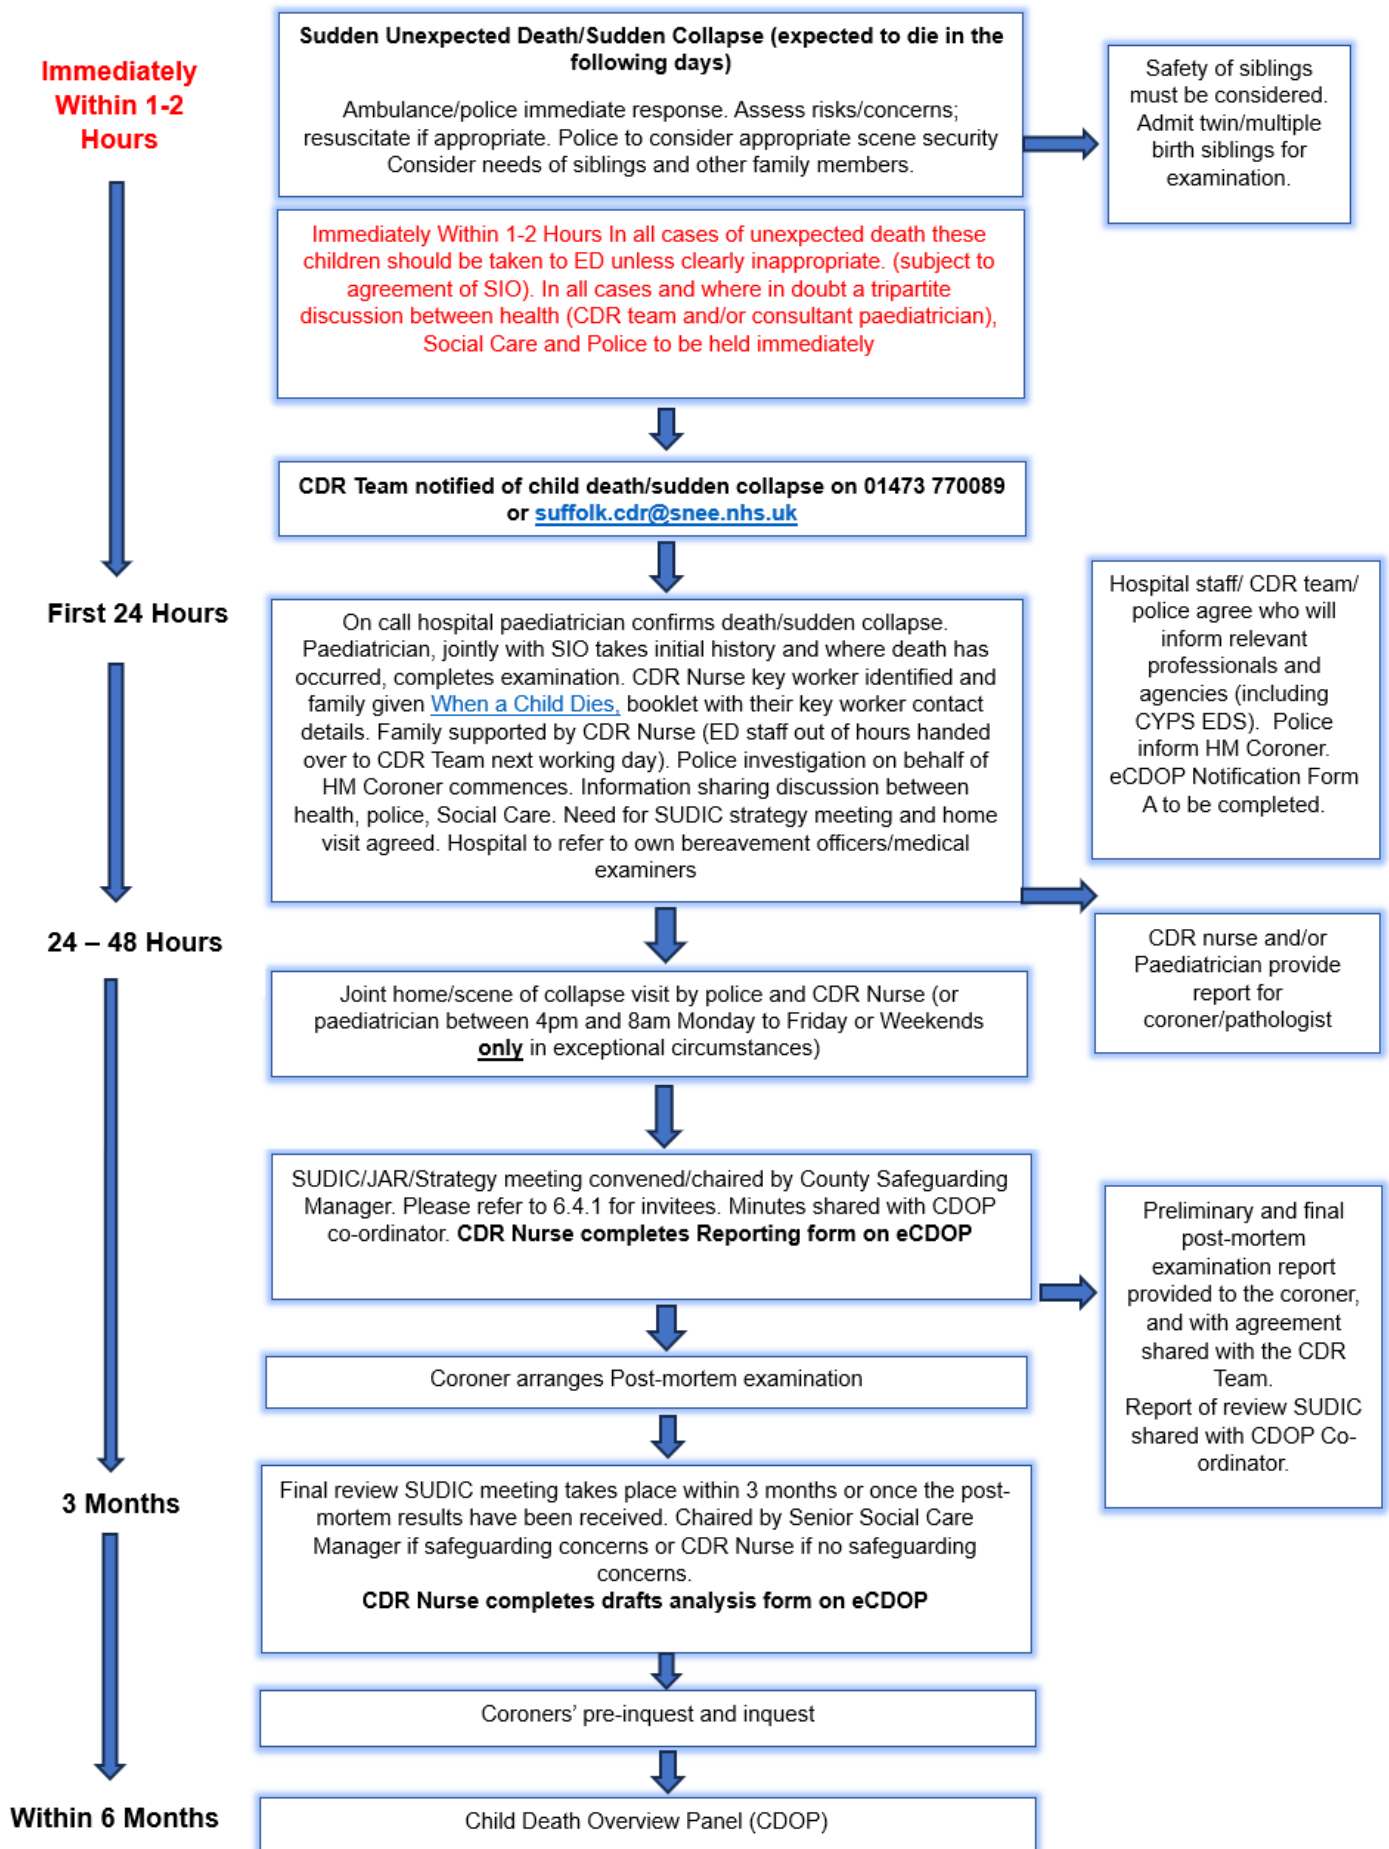 Immediately
Within 1-2
Hours
Sudden Unexpected Death/Sudden Collapse (expected to die in the
following days)
Ambulance/police immediate response. Assess risks/concerns;
resuscitate if appropriate. Police to consider appropriate scene security
Consider needs of siblings and other family members.
Safety of siblings
must be considered.
Admit twin/multiple
birth siblings for
examination.
Immediately Within 1-2 Hours In all cases of unexpected death these
children should be taken to ED unless clearly inappropriate. (subject to
agreement of SIO). In all cases and where in doubt a tripartite
discussion between health (CDR team and/or consultant paediatrician),
Social Care and Police to be held immediately
CDR Team notified of child death/sudden collapse on 01473 770089
or suffolk.cdr@snee.nhs.uk
First 24 Hours
On call hospital paediatrician confirms death/sudden collapse.
Paediatrician, jointly with SIO takes initial history and where death has
occurred, completes examination. CDR Nurse key worker identified and
family given When a Child Dies, booklet with their key worker contact
details. Family supported by CDR Nurse (ED staff out of hours handed
over to CDR Team next working day). Police investigation on behalf of
HM Coroner commences. Information sharing discussion between
health, police, Social Care. Need for SUDIC strategy meeting and home
visit agreed. Hospital to refer to own bereavement officers/medical
examiners
Hospital staff/ CDR team/
police agree who will
inform relevant
professionals and
agencies (including
CYPS EDS). Police
inform HM Coroner.
eCDOP Notification Form
A to be completed.
24 – 48 Hours
CDR nurse and/or
Paediatrician provide
report for
coroner/pathologist
Joint home/scene of collapse visit by police and CDR Nurse (or
paediatrician between 4pm and 8am Monday to Friday or Weekends
only in exceptional circumstances)
SUDIC/JAR/Strategy meeting convened/chaired by County Safeguarding
Manager. Please refer to 6.4.1 for invitees. Minutes shared with CDOP
co-ordinator. CDR Nurse completes Reporting form on eCDOP
Preliminary and final
post-mortem
examination report
provided to the coroner,
and with agreement
shared with the CDR
Team.
Report of review SUDIC
shared with CDOP Co-
ordinator.
Coroner arranges Post-mortem examination
3 Months
Final review SUDIC meeting takes place within 3 months or once the post-
mortem results have been received. Chaired by Senior Social Care
Manager if safeguarding concerns or CDR Nurse if no safeguarding
concerns.
CDR Nurse completes drafts analysis form on eCDOP
Coroners’ pre-inquest and inquest
Within 6 Months
Child Death Overview Panel (CDOP)